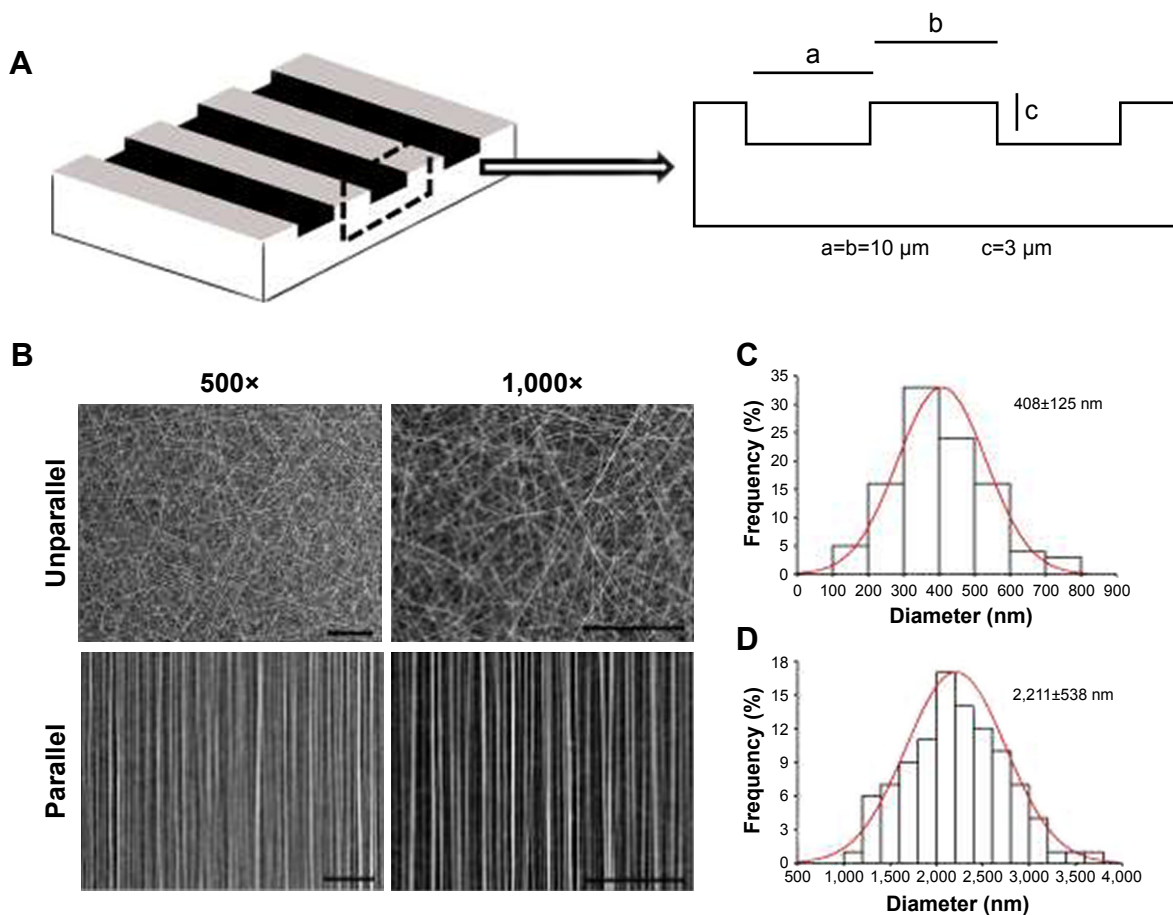 A
a
b
c
a=b=10 µm c=3 µm
B
500×
1,000×
Unparallel
Parallel
C
Frequency (%)
35
30
25
20
15
10
5
0
408±125 nm
0 100 200 300 400 500 600 700 800 900
Diameter (nm)
D
Frequency (%)
18
15
12
9
6
3
0
2,211±538 nm
500 1,000 1,500 2,000 2,500 3,000 3,500 4,000
Diameter (nm)